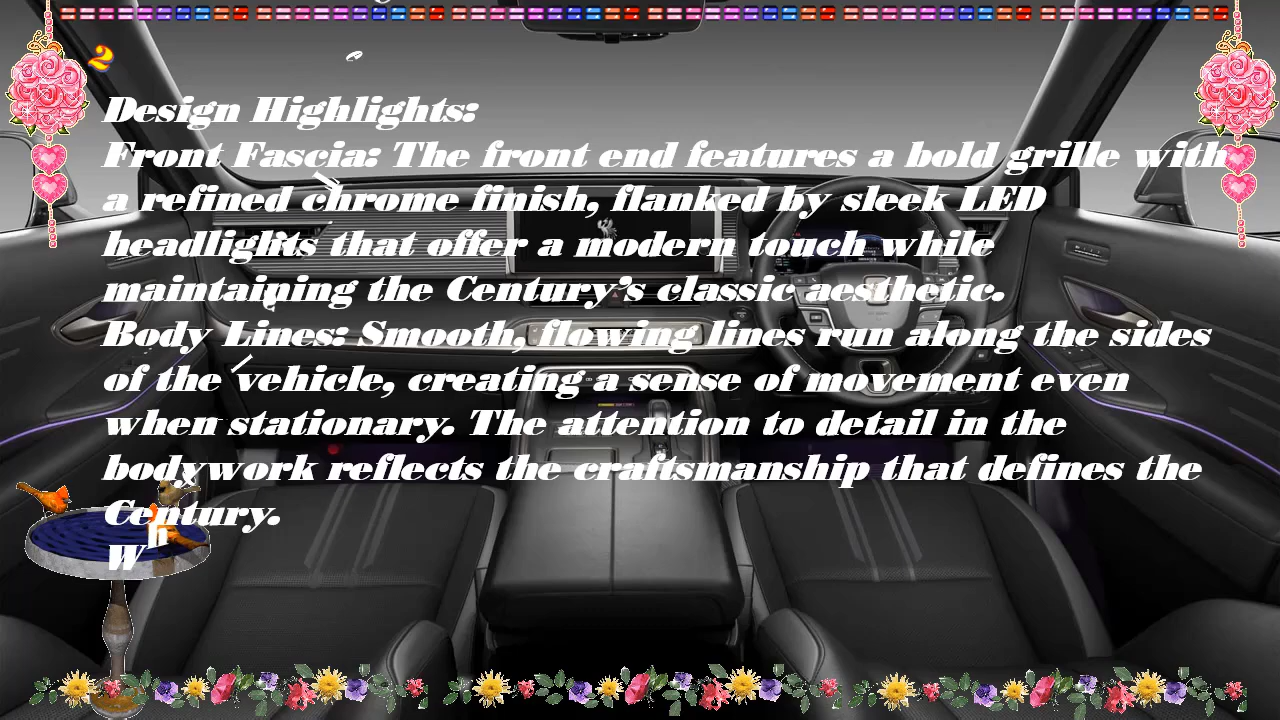 2
Design Highlights:
Front Fascia: The front end features a bold grille with
a refined chrome finish, flanked by sleek LED
headlights that offer a modern touch while
maintaining the Century's classic aesthetic.
Body Lines: Smooth, flowing lines run along the sides
of the vehicle, creating a sense of movement even
when stationary. The attention to detail in the
bodywork reflects the craftsmanship that defines the
Century.
Wh